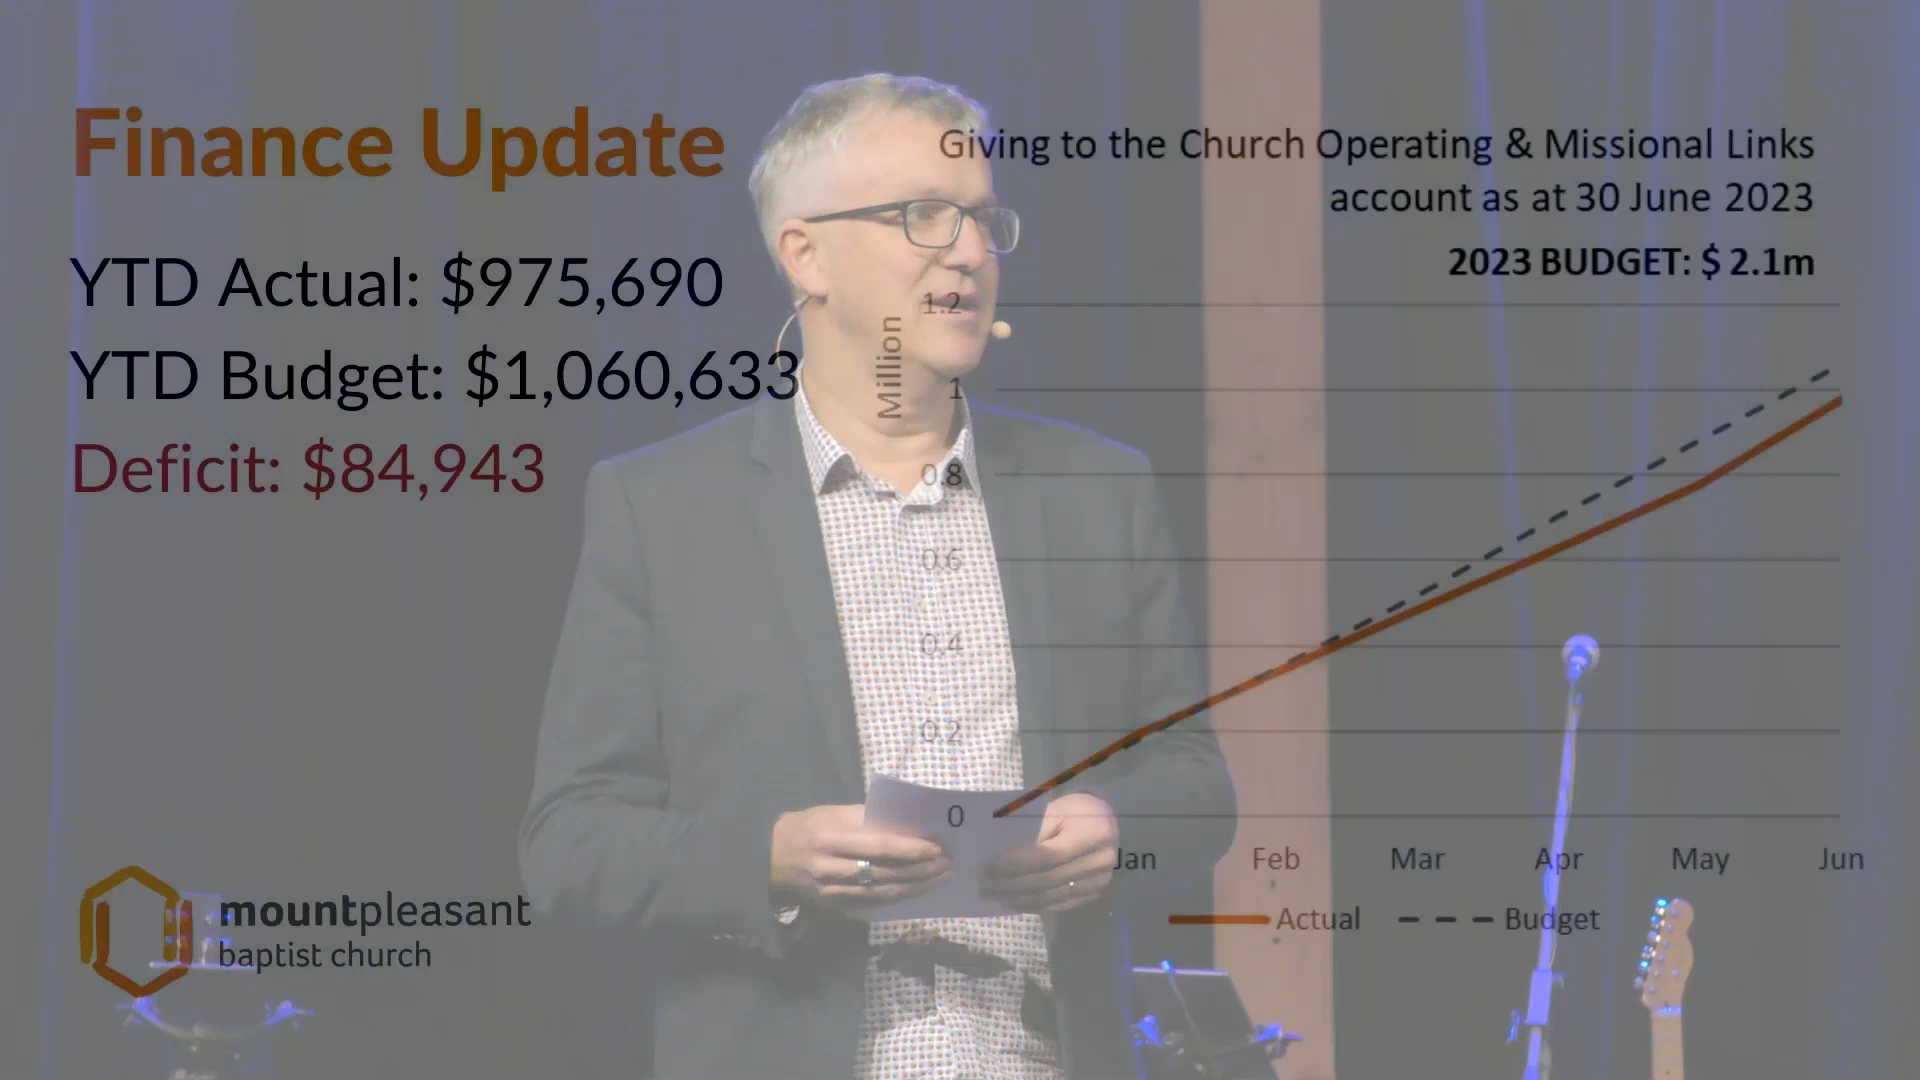 Finance Update
YTD Actual: $975,690
YTD Budget: $1,060,633
Deficit: $84,943
mountpleasant
baptist church
Giving to the Church Operating & Missional Links
account as at 30 June 2023
2023 BUDGET: $ 2.1m
Million
1.2
1
0.8
0.6
0.4
0.2
0
Jan Feb Mar Apr May Jun
Actual Budget